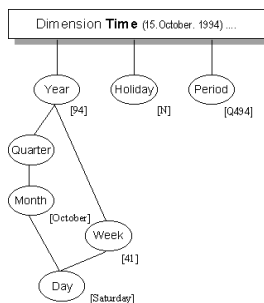 Dimension Time (15.October. 1994) ....
Year Holiday Period
[94] [N] [Q494]
Quarter
Month
[October]
Week
[41]
Day
[Saturday]